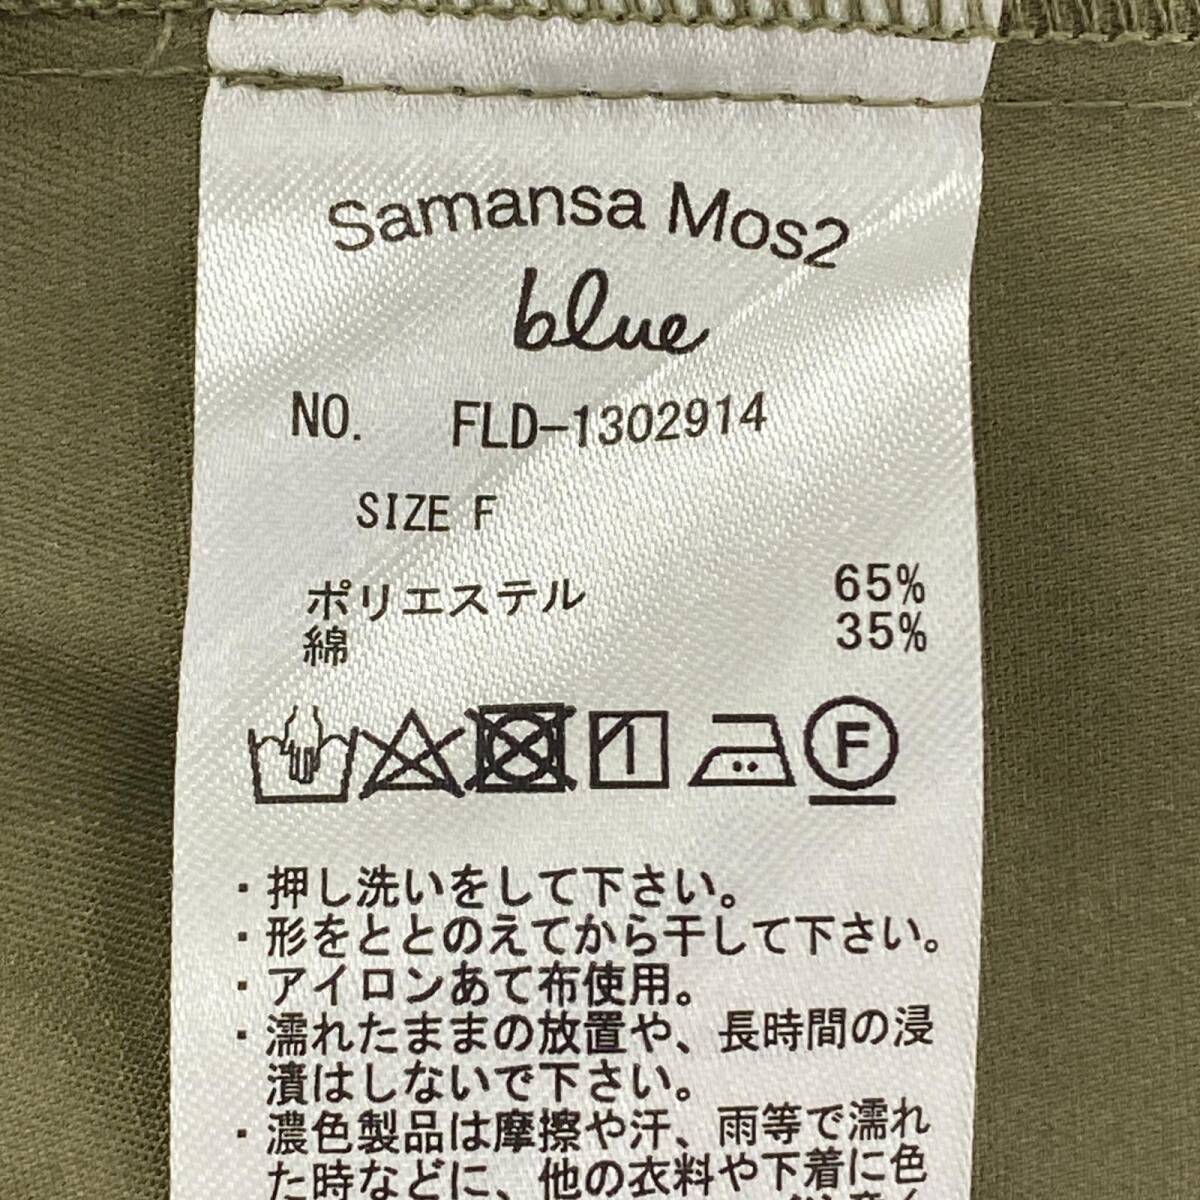 Samansa Mos2
blue
NO. FLD-1302914
SIZE F
ポリエステル 65%
綿 35%
F
・押し洗いをして下さい。
・形をととのえてから干して下さい。
・アイロンあて布使用。
・濡れたままの放置や、長時間の浸
漬はしないで下さい。
・濃色製品は摩擦や汗、雨等で濡れ
た時などに、他の衣料や下着に色